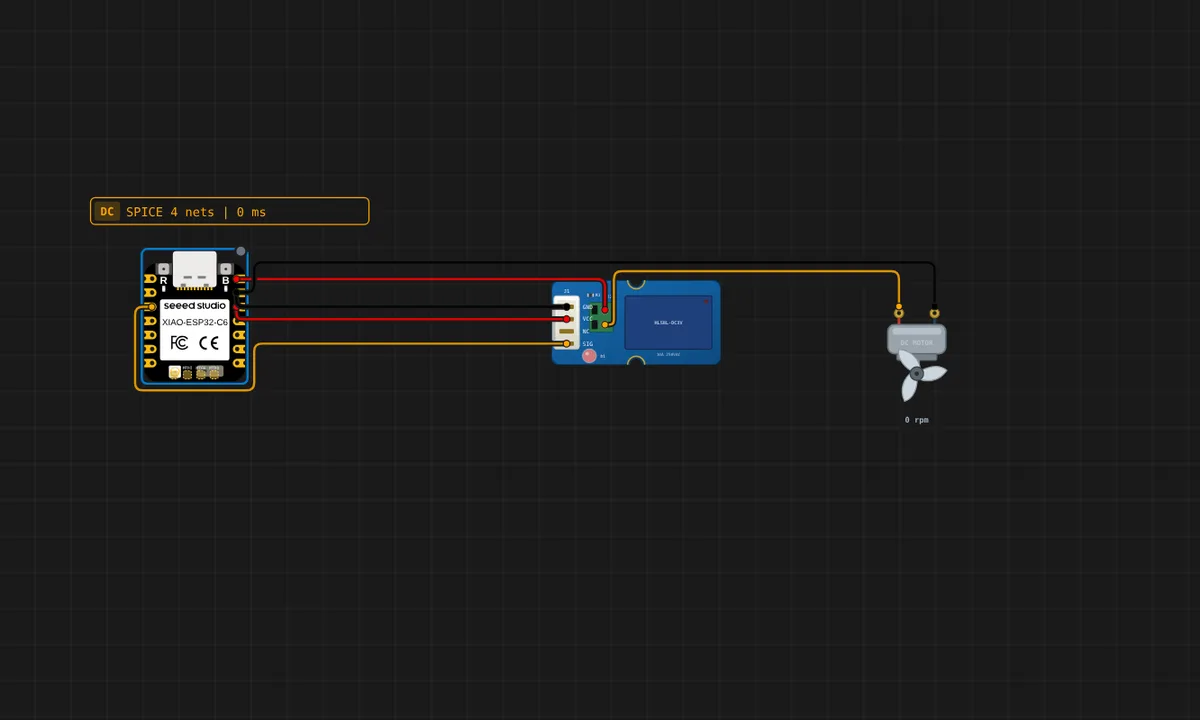 DC SPICE 4 nets | 0 ms
R B
seeed studio
XIAO-ESP32-C6
FC CE
J1
GND
VCC
NC
SIG
DC MOTOR
0 rpm